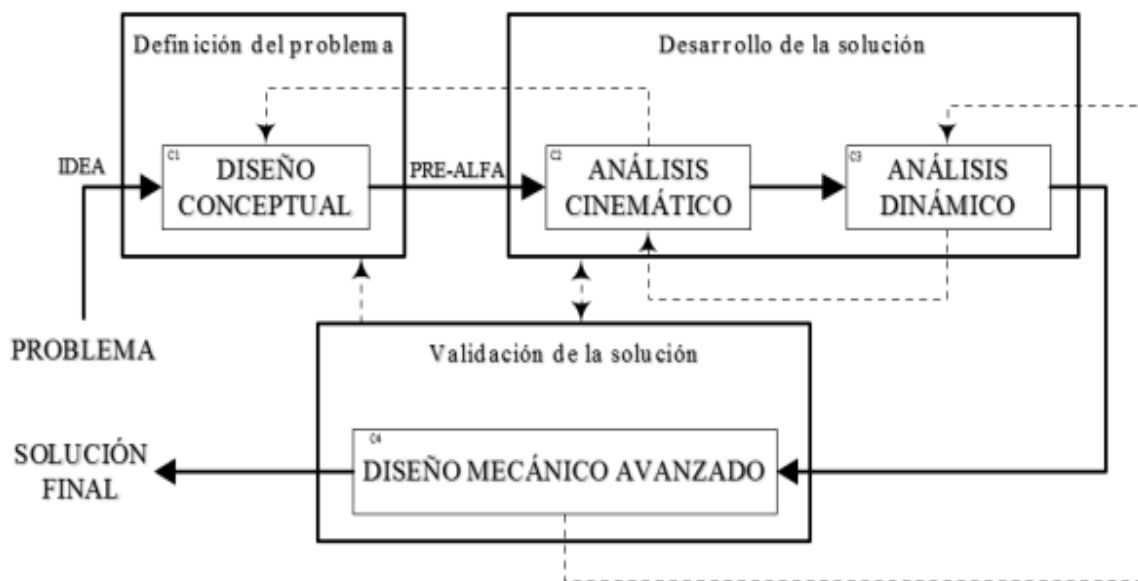 Definición del problema
Desarrollo de la solución
IDEA
C1
DISEÑO
CONCEPTUAL
PRE-ALFA
C2
ANÁLISIS
CINEMÁTICO
C3
ANÁLISIS
DINÁMICO
PROBLEMA
Validación de la solución
SOLUCIÓN
FINAL
C4
DISEÑO MECÁNICO AVANZADO